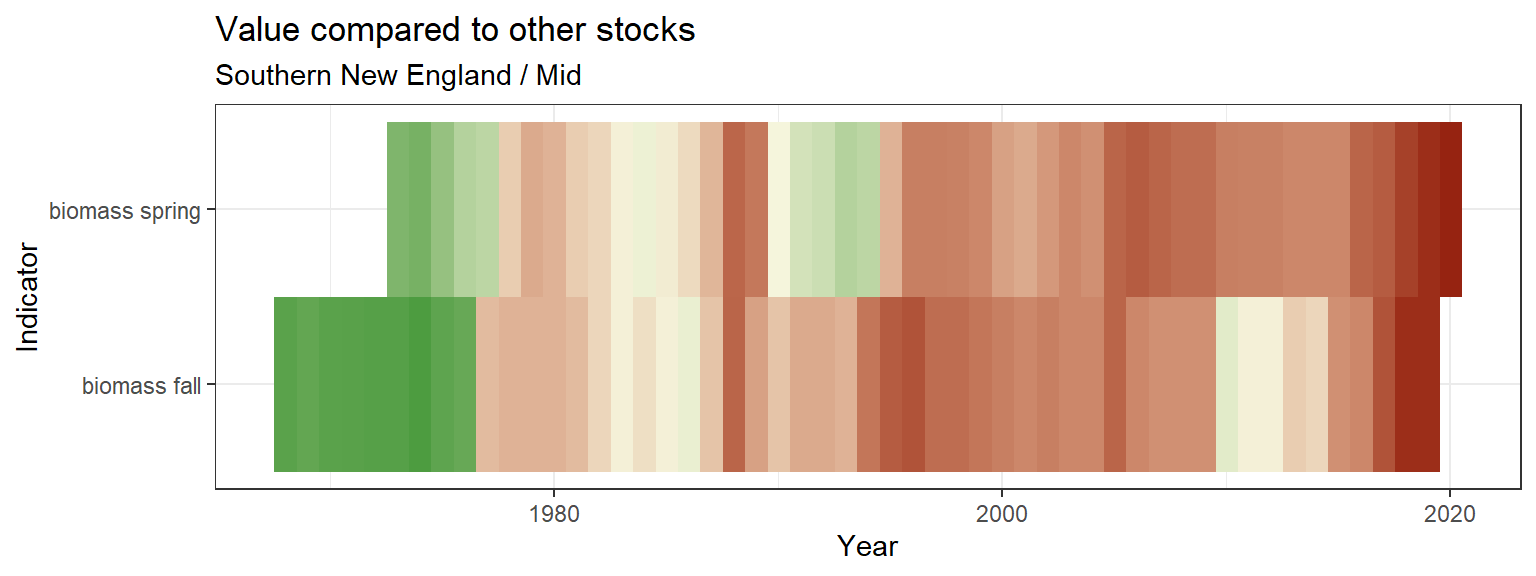 Value compared to other stocks
Southern New England / Mid
Indicator
biomass spring
biomass fall
1980
2000
2020
Year